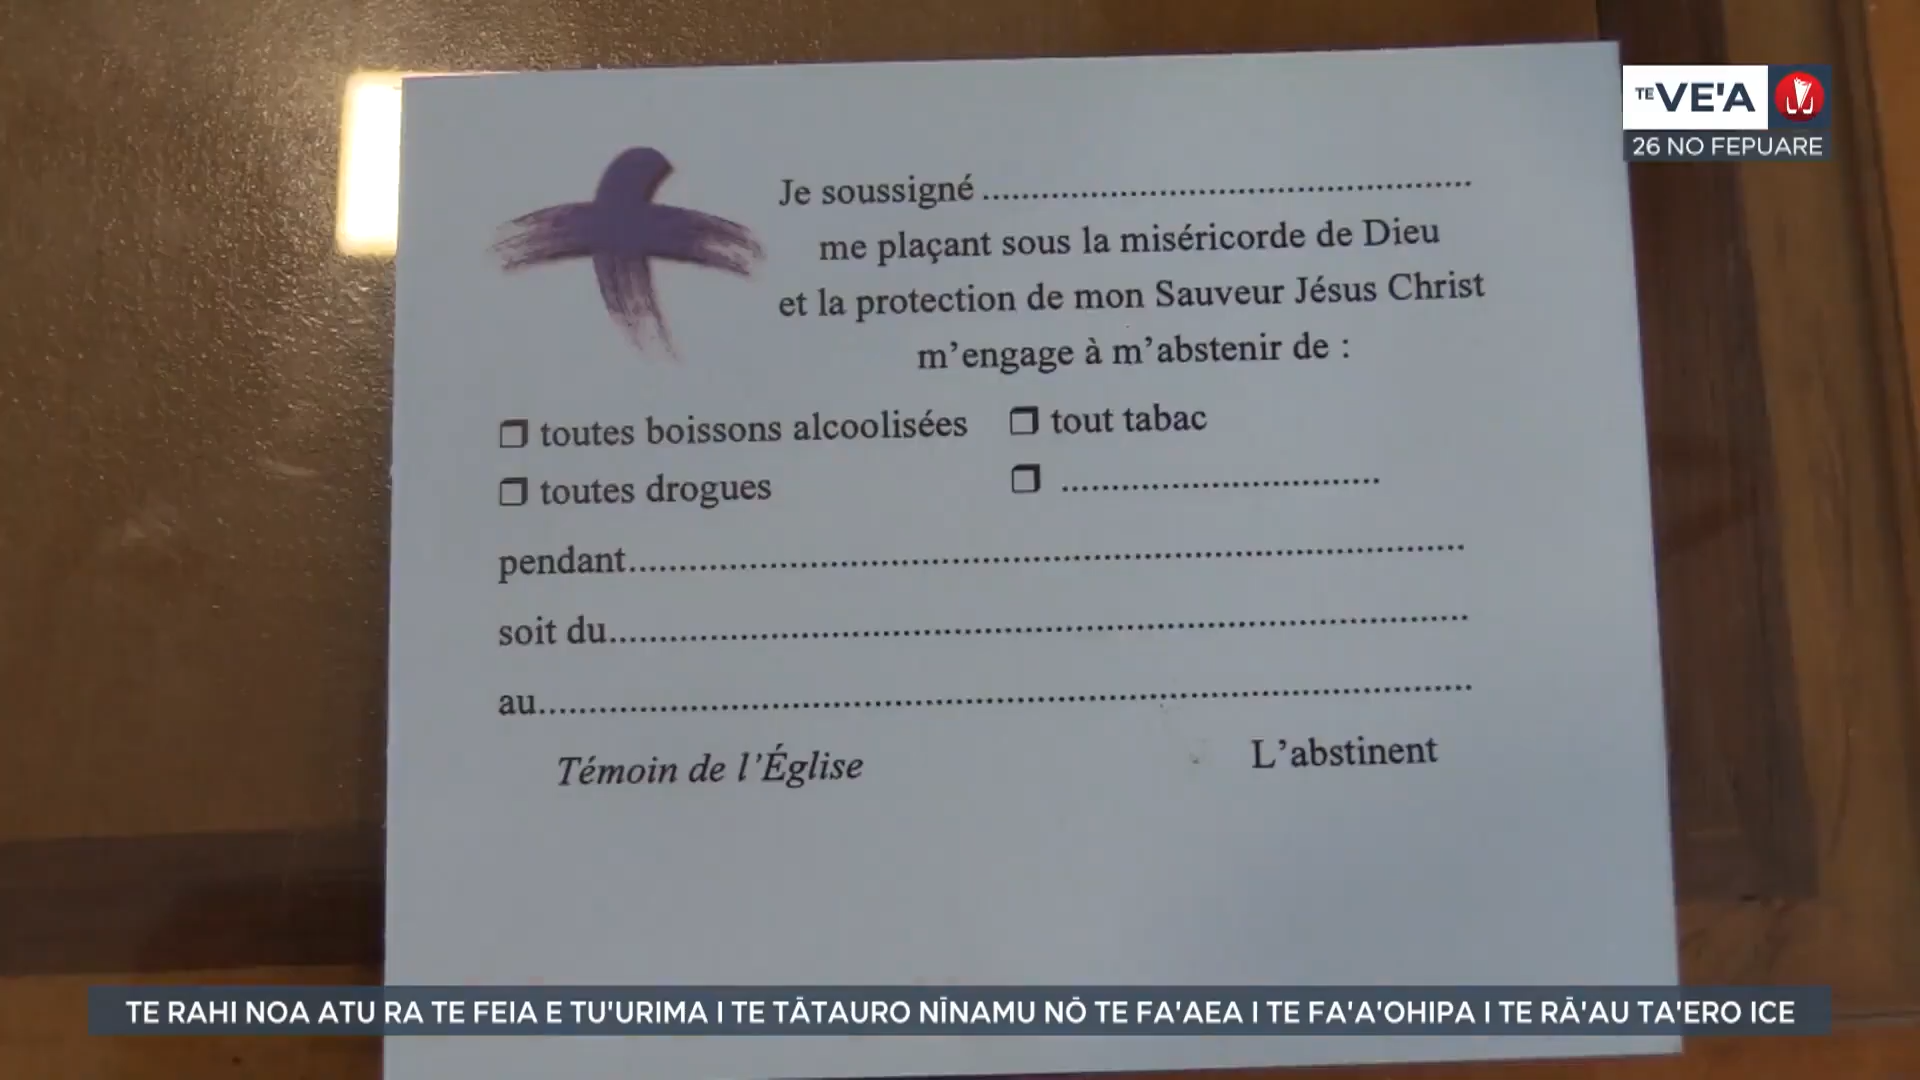 TE VE'A
26 NO FEPUARE
Je soussigné ......................................................
me plaçant sous la miséricorde de Dieu
et la protection de mon Sauveur Jésus Christ
m’engage à m’abstenir de :
❒ toutes boissons alcoolisées ❒ tout tabac
❒ toutes drogues ❒ ...................................
pendant............................................................................................
soit du..............................................................................................
au.......................................................................................................
Témoin de l’Église L’abstinent
TE RAHI NOA ATU RA TE FEIA E TU'URIMA I TE TĀTAURO NĪNAMU NŌ TE FA'AEA I TE FA'A'OHIPA I TE RĀ'AU TA'ERO ICE